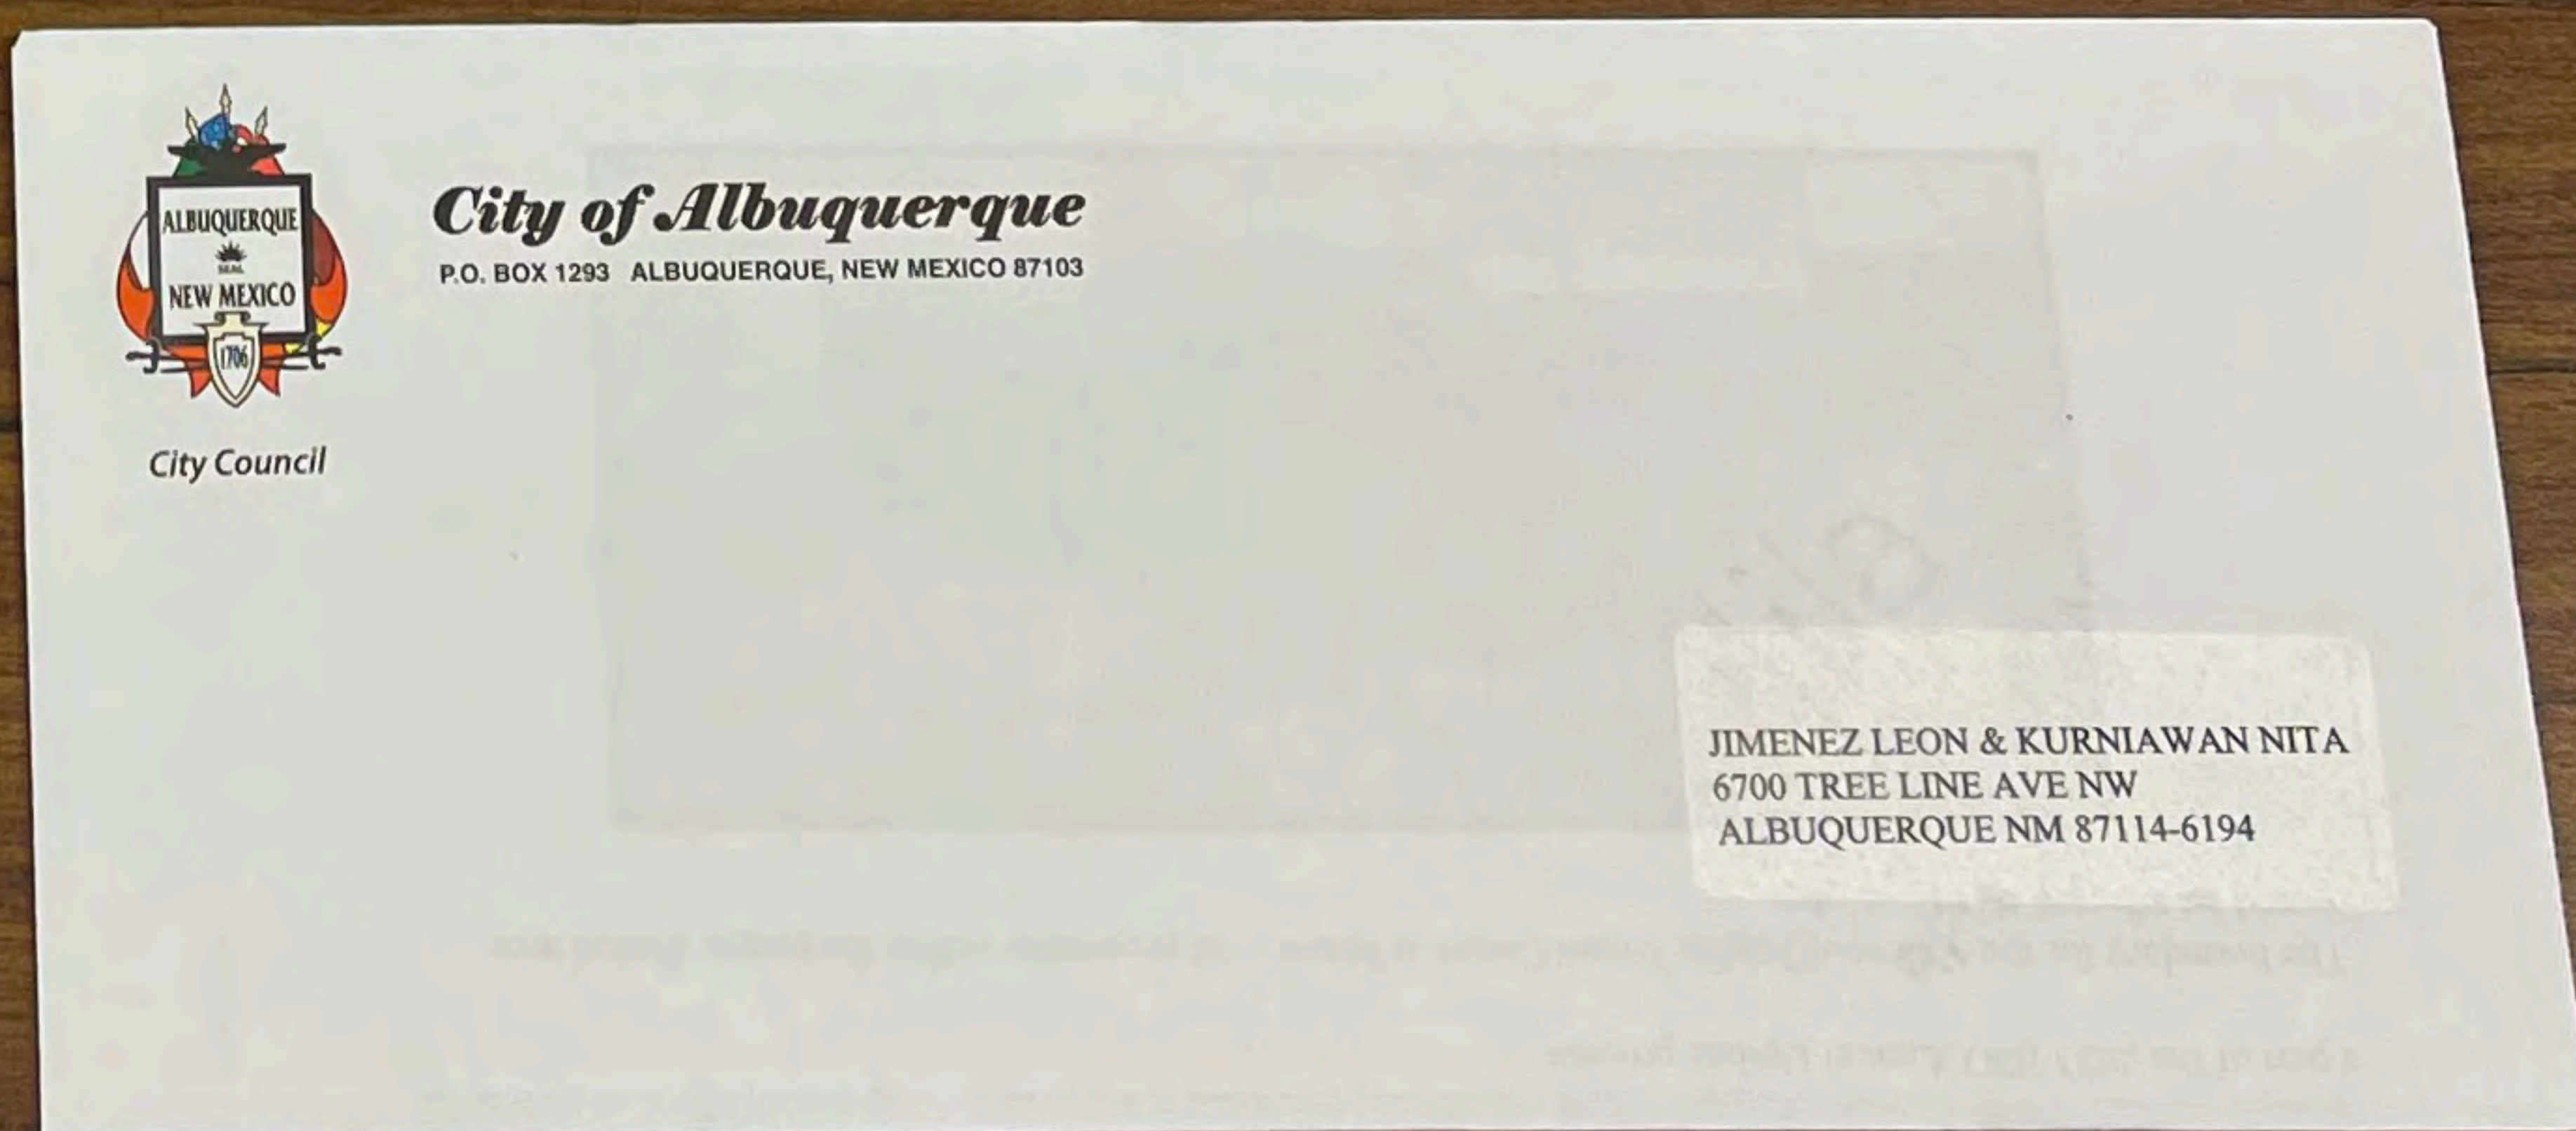 ALBUQUERQUE
SEAL
NEW MEXICO
1706
City of Albuquerque
P.O. BOX 1293 ALBUQUERQUE, NEW MEXICO 87103
City Council
JIMENEZ LEON & KURNIAWAN NITA
6700 TREE LINE AVE NW
ALBUQUERQUE NM 87114-6194